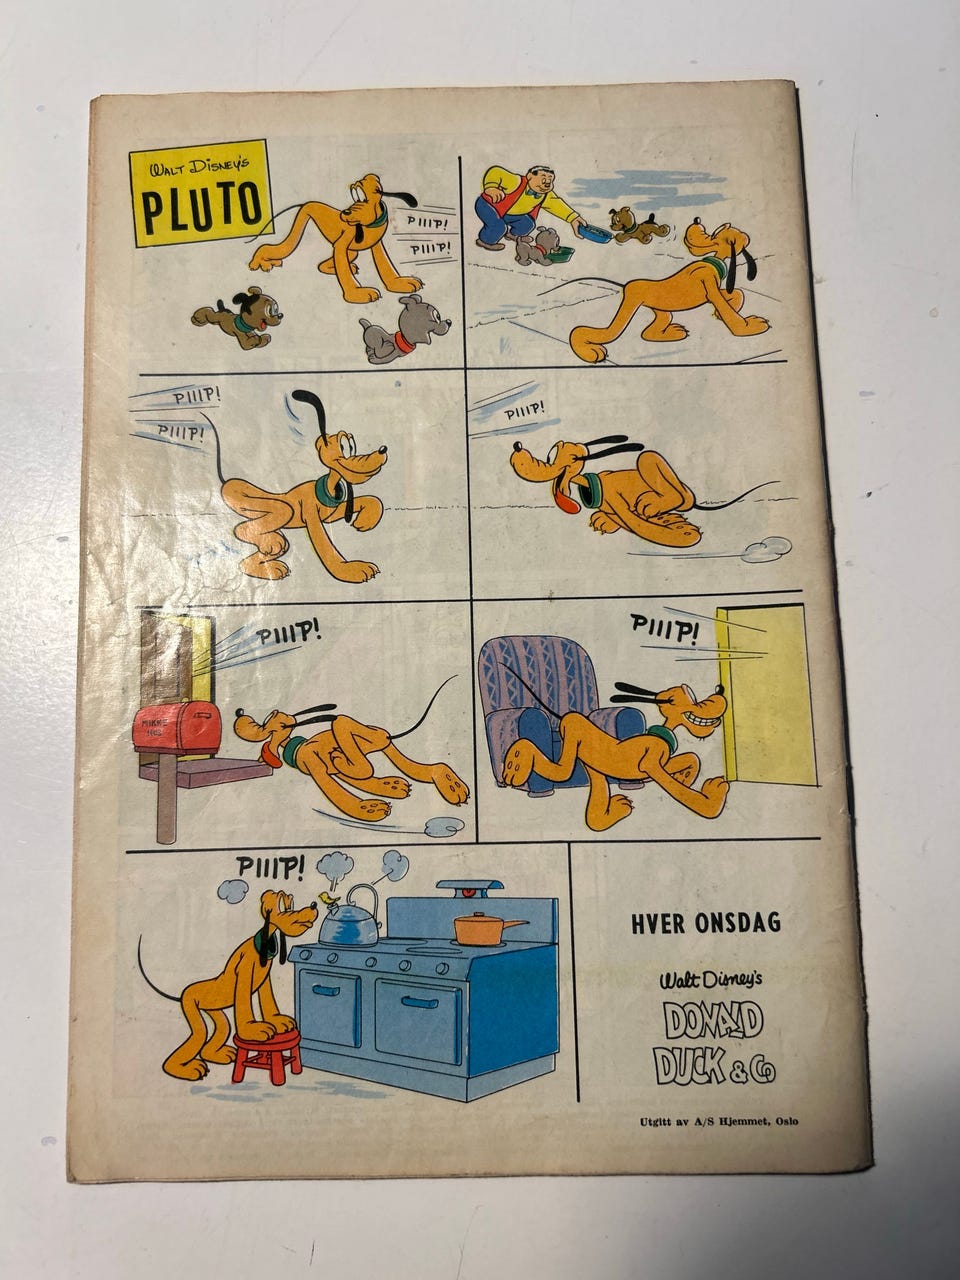 Walt Disney's
PLUTO
PIIIP!
PIIIP!
PIIIP!
PIIIP!
PIIIP!
PIIIP!
MIKKE
PIIIP!
PIIIP!
HVER ONSDAG
Walt Disney's
DONALD
DUCK & Co
Utgitt av A/S Hjemmet, Oslo